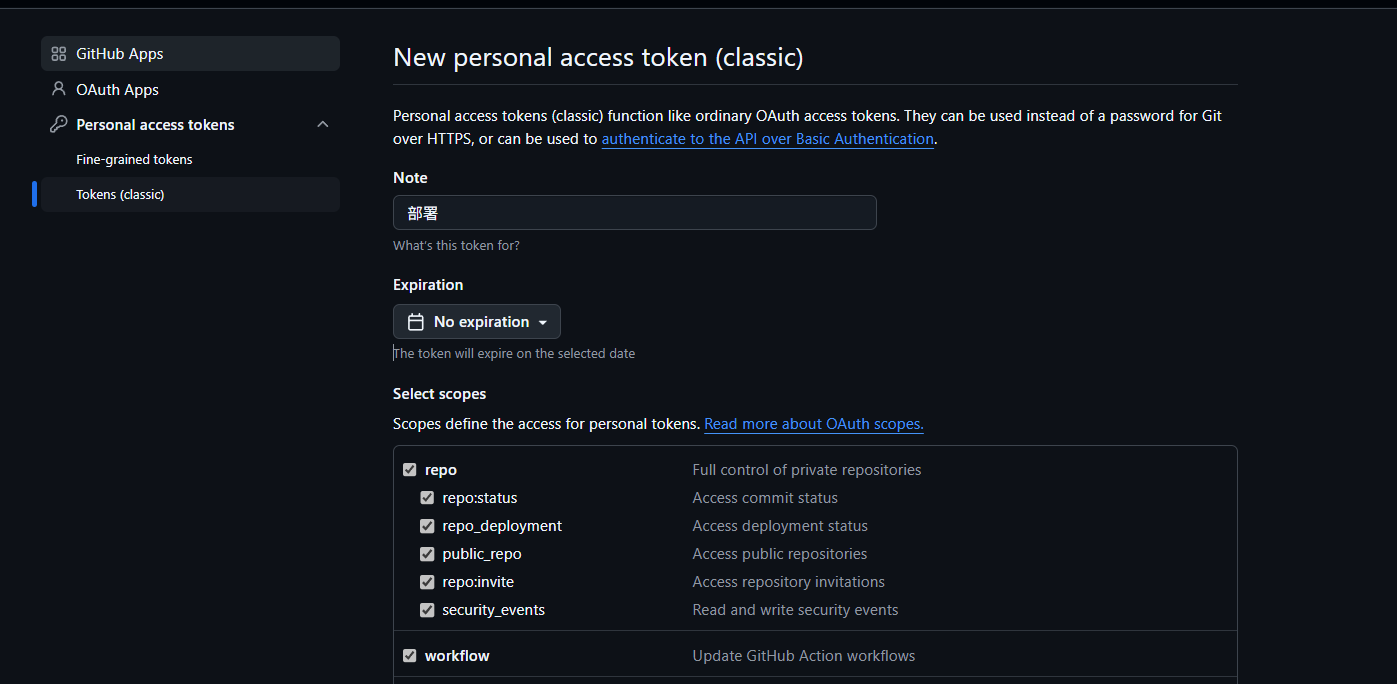 GitHub Apps
OAuth Apps
Personal access tokens
Fine-grained tokens
Tokens (classic)
New personal access token (classic)
Personal access tokens (classic) function like ordinary OAuth access tokens. They can be used instead of a password for Git
over HTTPS, or can be used to authenticate to the API over Basic Authentication.
Note
部署
What's this token for?
Expiration
No expiration
The token will expire on the selected date
Select scopes
Scopes define the access for personal tokens. Read more about OAuth scopes.
repo Full control of private repositories
repo:status Access commit status
repo_deployment Access deployment status
public_repo Access public repositories
repo:invite Access repository invitations
security_events Read and write security events
workflow Update GitHub Action workflows